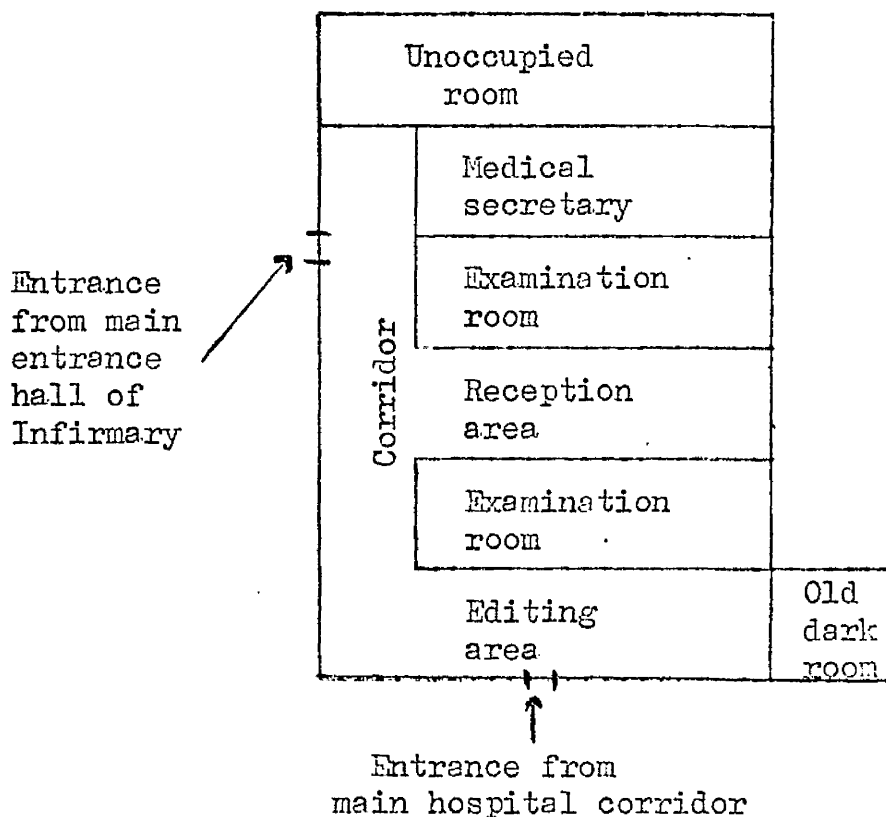 Unoccupied
room
Medical
secretary
Entrance
from main
entrance
hall of
Infirmary
Examination
room
Corridor
Reception
area
Examination
room
Editing
area
Old
dark
room
Entrance from
main hospital corridor